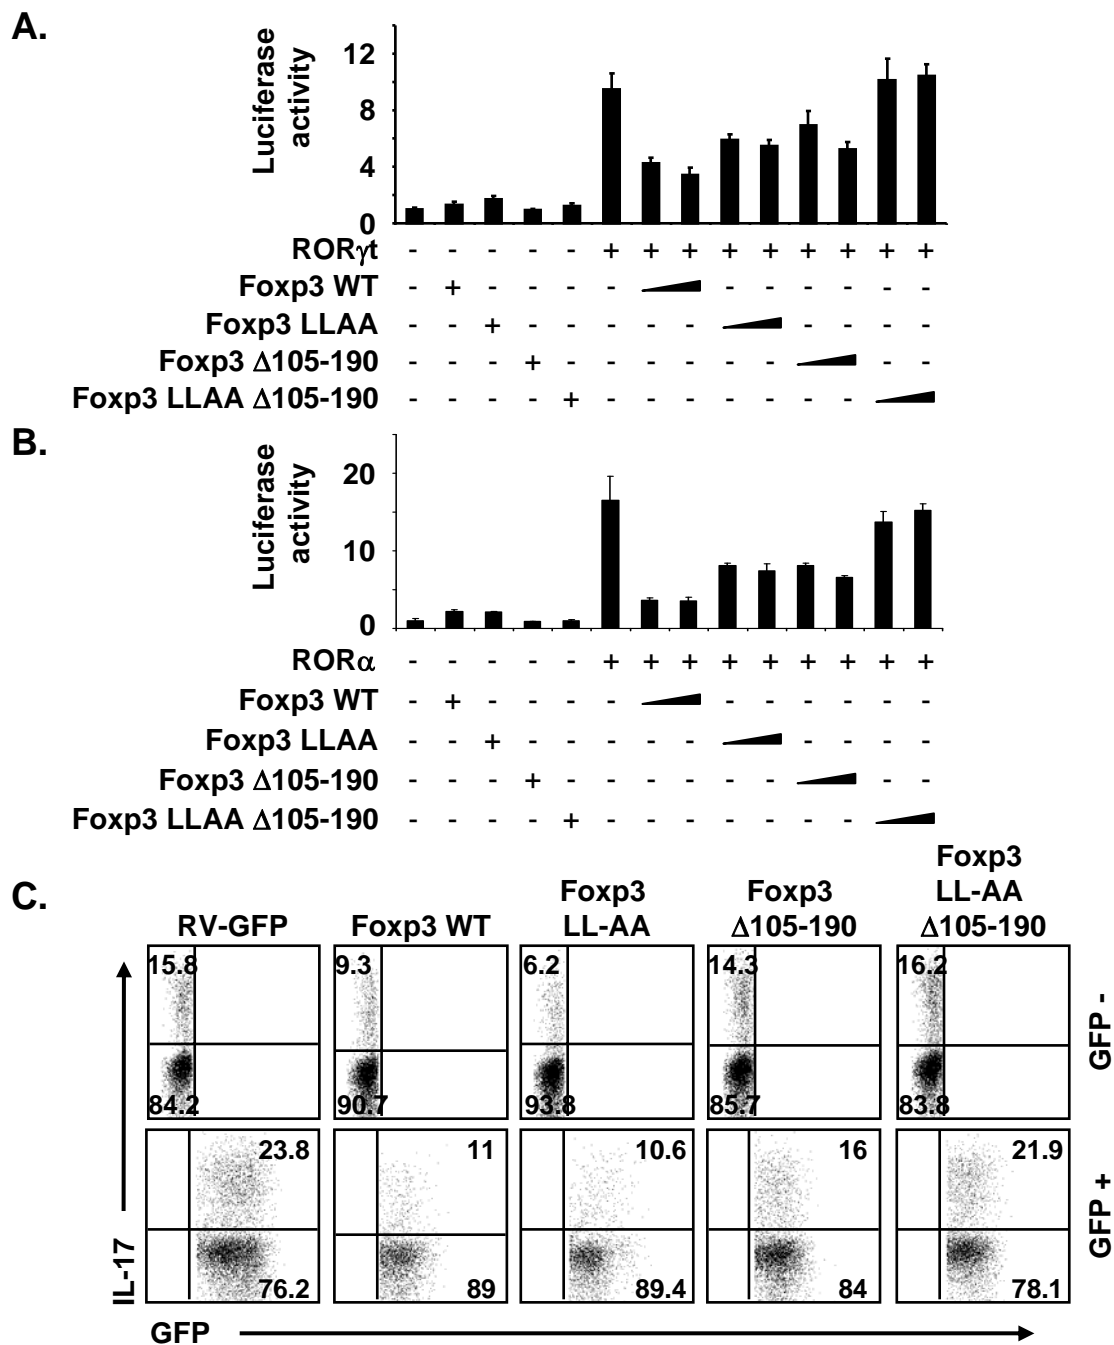 A.
Luciferase activity
12
8
4
0
RORγt - - - - - + + + + + + + + +
Foxp3 WT - + - - - - - - - - - -
Foxp3 LLAA - - + - - - - - - - - -
Foxp3 Δ105-190 - - - + - - - - - - - -
Foxp3 LLAA Δ105-190 - - - - + - - - - - - -
B.
Luciferase activity
20
10
0
RORα - - - - - + + + + + + + + +
Foxp3 WT - + - - - - - - - - - -
Foxp3 LLAA - - + - - - - - - - - -
Foxp3 Δ105-190 - - - + - - - - - - - -
Foxp3 LLAA Δ105-190 - - - - + - - - - - - -
C.
RV-GFP
Foxp3 WT
Foxp3
LL-AA
Foxp3
Δ105-190
Foxp3
LL-AA
Δ105-190
15.8
9.3
6.2
14.3
16.2
84.2
90.7
93.8
85.7
83.8
GFP -
23.8
11
10.6
16
21.9
76.2
89
89.4
84
78.1
GFP +
IL-17
GFP